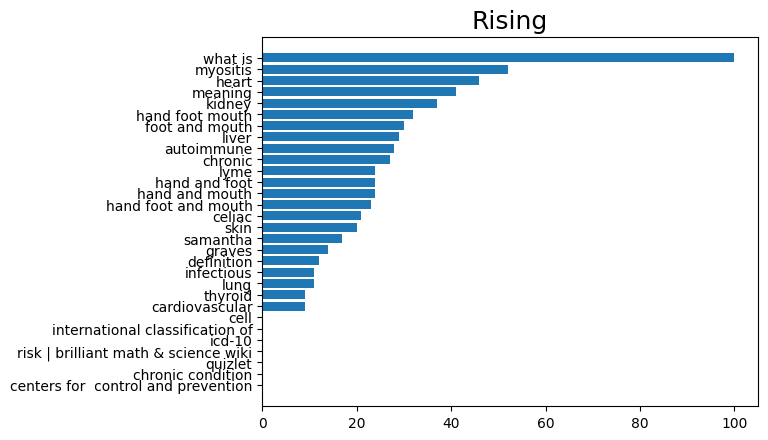 Rising
what is
myositis
heart
meaning
kidney
hand foot mouth
foot and mouth
liver
autoimmune
chronic
lyme
hand and foot
hand and mouth
hand foot and mouth
celiac
skin
samantha
graves
definition
infectious
lung
thyroid
cardiovascular
cell
international classification of
icd-10
risk | brilliant math & science wiki
quizlet
chronic condition
centers for  control and prevention
0 20 40 60 80 100